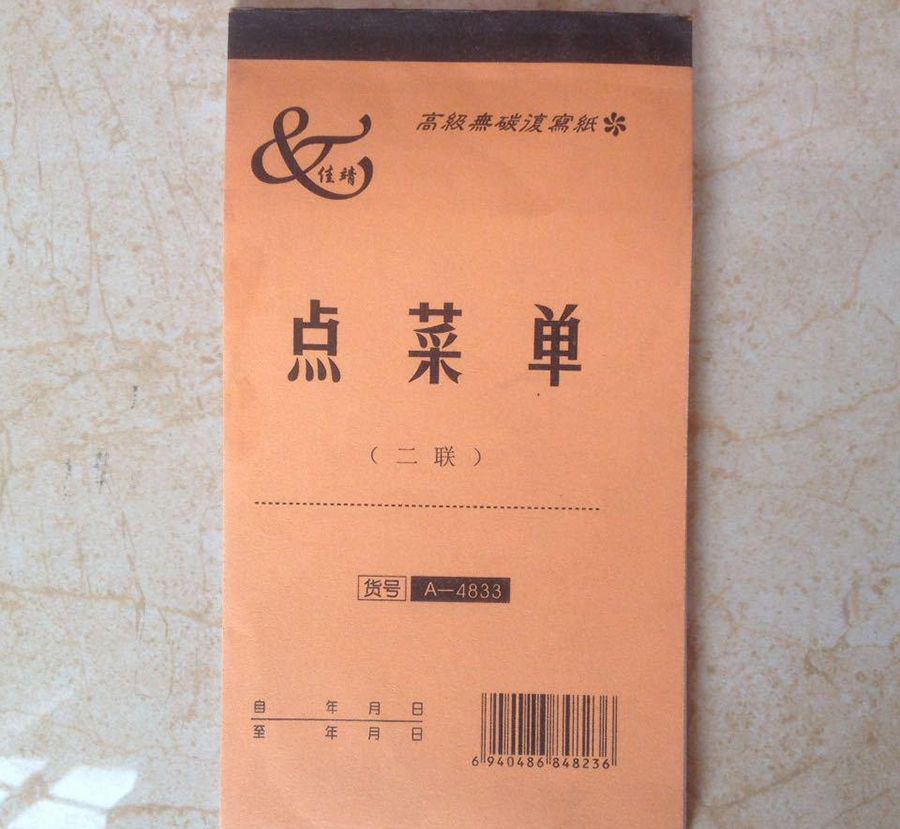 高級無碳復寫紙
& 佳靖
点菜单
（二联）
货号 A—4833
自 年 月 日
至 年 月 日
6 940486 848236